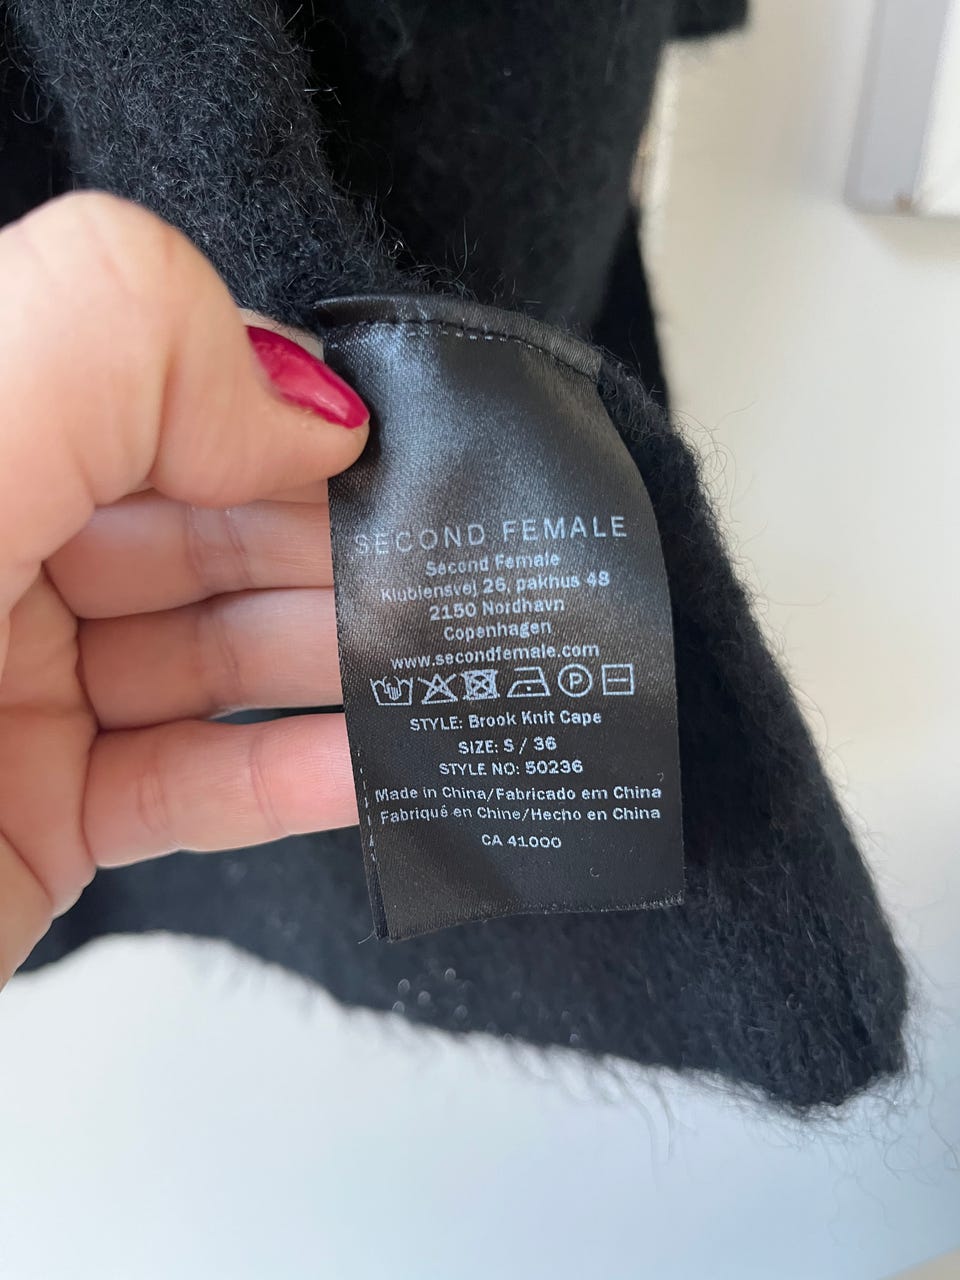 SECOND FEMALE
Second Female
Klubiensvej 26, pakhus 48
2150 Nordhavn
Copenhagen
www.secondfemale.com
P
STYLE: Brook Knit Cape
SIZE: S / 36
STYLE NO: 50236
Made in China/Fabricado em China
Fabriqué en Chine/Hecho en China
CA 41000